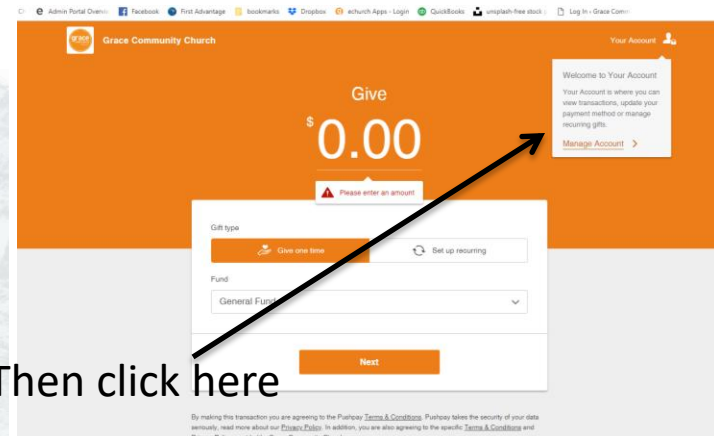 Admin Portal Overvi
Facebook
First Advantage
bookmarks
Dropbox
echurch Apps - Login
QuickBooks
unsplash-free stock
Log In - Grace Comm
grace
Grace Community Church
Your Account
Welcome to Your Account
Your Account is where you can
view transactions, update your
payment method or manage
recurring gifts.
Manage Account >
Give
$0.00
Please enter an amount
Gift type
Give one time
Set up recurring
Fund
General Fund
Next
Then click here
By making this transaction you are agreeing to the Pushpay Terms & Conditions. Pushpay takes the security of your data
seriously, read more about our Privacy Policy. In addition, you are also agreeing to the specific Terms & Conditions and